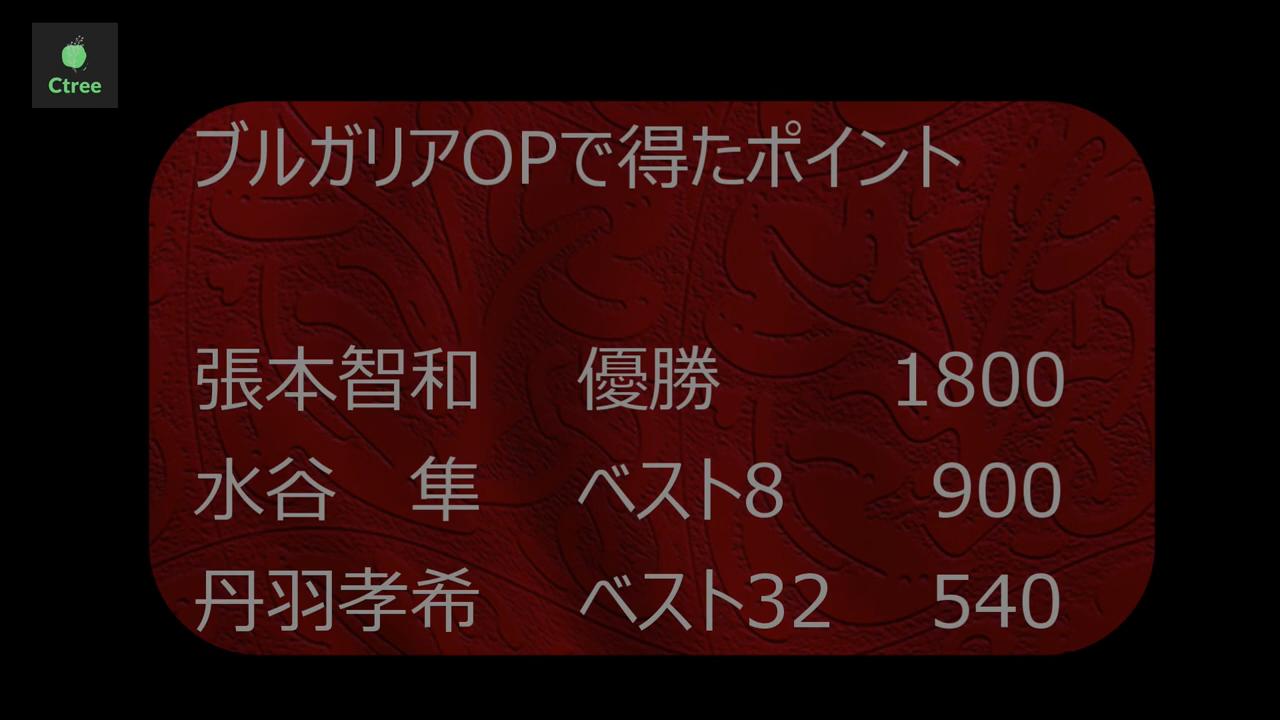 Ctree
ブルガリアOPで得たポイント
張本智和　優勝　1800
水谷　隼　ベスト8　900
丹羽孝希　ベスト32　540